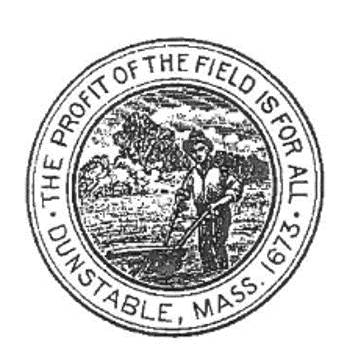 · THE PROFIT OF THE FIELD IS FOR ALL ·
DUNSTABLE, MASS. 1673.